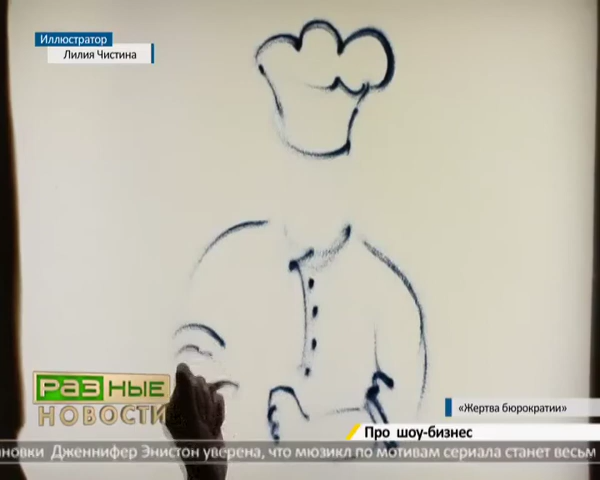 Иллюстратор
Лилия Чистина
РАЗНЫЕ
НОВОСТИ
«Жертва бюрократии»
Про шоу-бизнес
ановки Дженнифер Энистон уверена, что мюзикл по мотивам сериала станет весьм